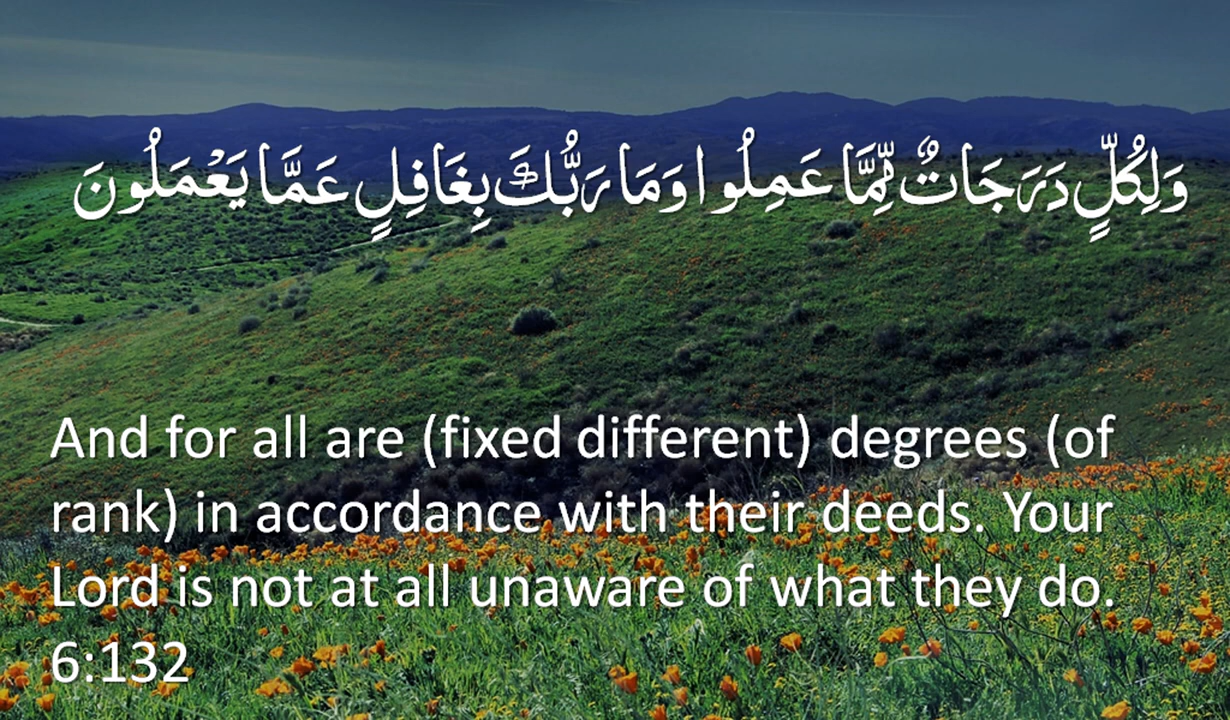 وَلِكُلٍّ دَرَجَاتٌ مِّمَّا عَمِلُوا وَمَا رَبُّكَ بِغَافِلٍ عَمَّا يَعْمَلُونَ
And for all are (fixed different) degrees (of
rank) in accordance with their deeds. Your
Lord is not at all unaware of what they do.
6:132